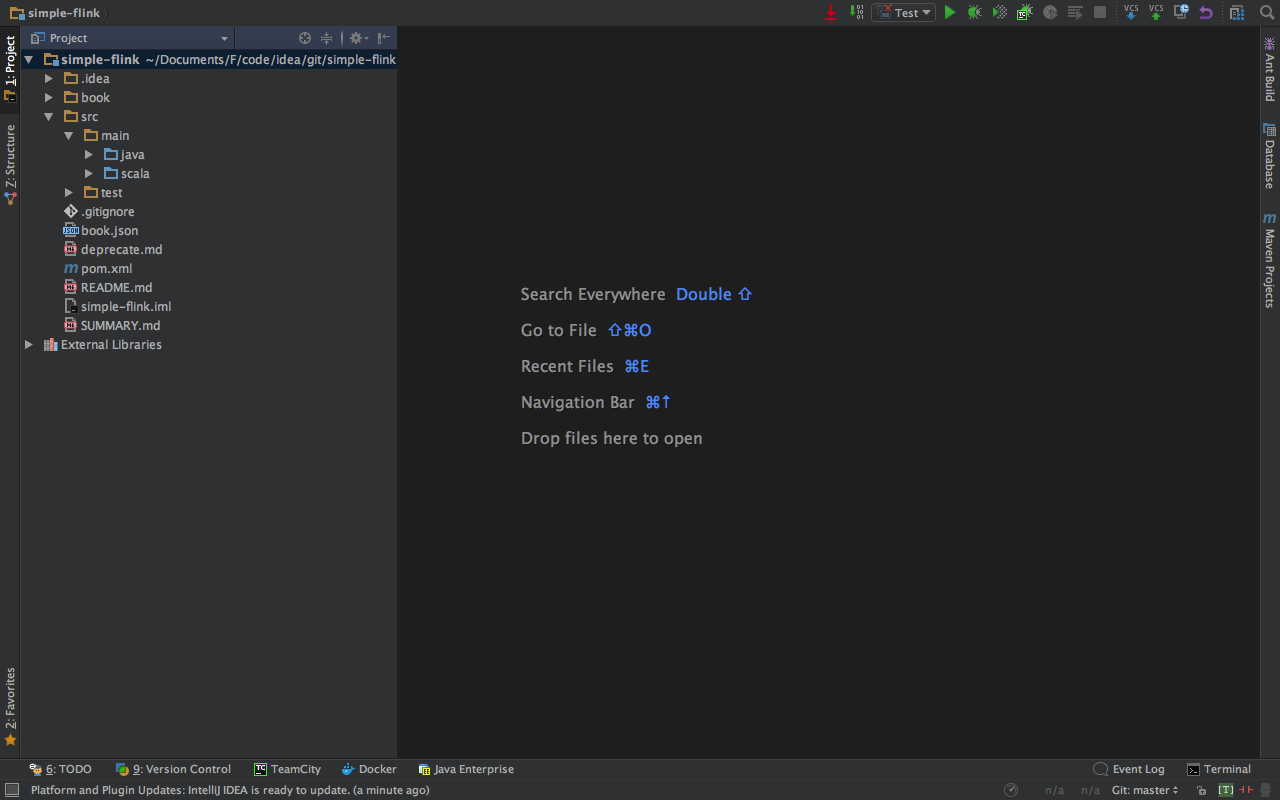 simple-flink
Test
VCS
VCS
Project
1: Project
simple-flink ~/Documents/F/code/idea/git/simple-flink
.idea
book
src
main
java
scala
test
.gitignore
book.json
deprecate.md
pom.xml
README.md
simple-flink.iml
SUMMARY.md
External Libraries
7: Structure
2: Favorites
Search Everywhere Double ⇧
Go to File ⇧⌘O
Recent Files ⌘E
Navigation Bar ⌘↑
Drop files here to open
Ant Build
Database
Maven Projects
6: TODO
9: Version Control
TeamCity
Docker
Java Enterprise
Event Log
Terminal
Platform and Plugin Updates: IntelliJ IDEA is ready to update. (a minute ago)
n/a
n/a
Git: master
[T]